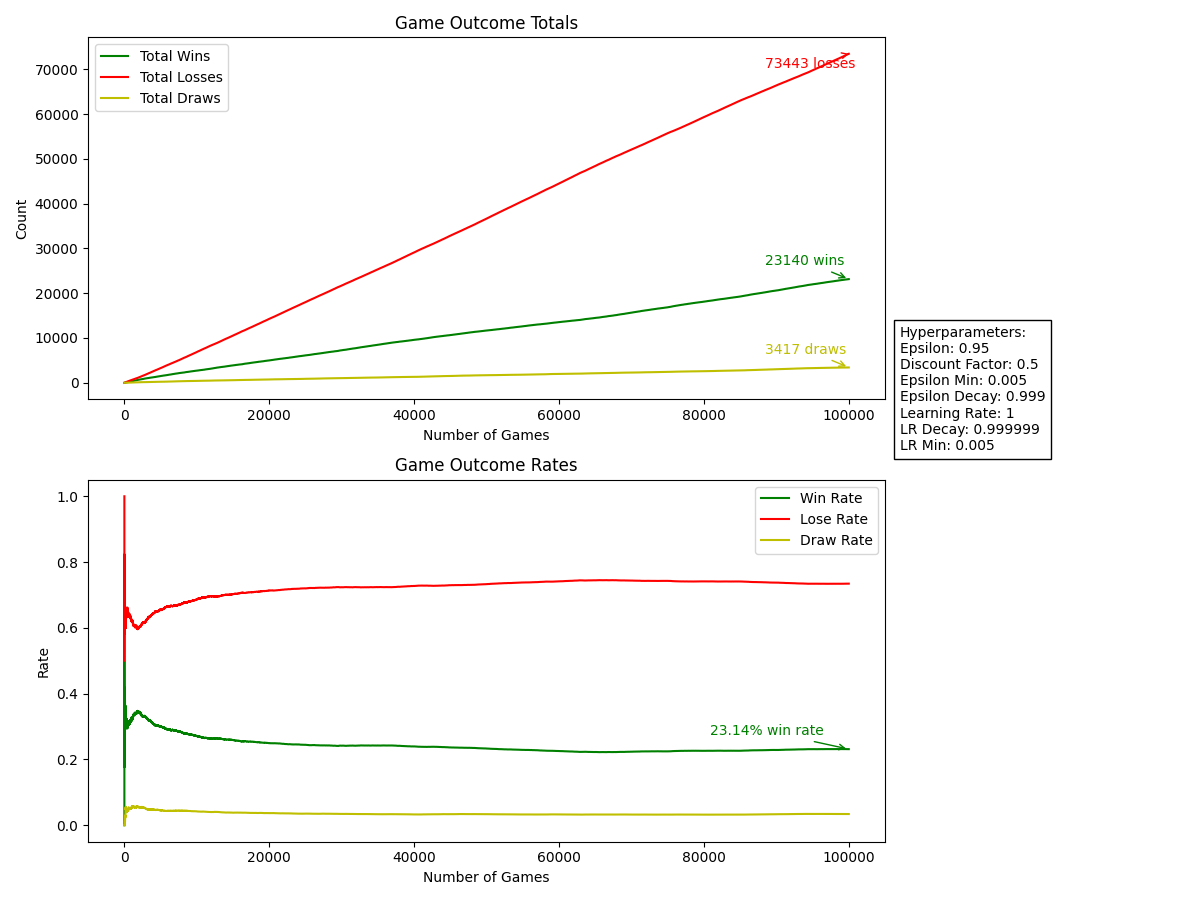 Game Outcome Totals
Total Wins
Total Losses
Total Draws
73443 losses
23140 wins
3417 draws
Count
70000
60000
50000
40000
30000
20000
10000
0
0 20000 40000 60000 80000 100000
Number of Games
Hyperparameters:
Epsilon: 0.95
Discount Factor: 0.5
Epsilon Min: 0.005
Epsilon Decay: 0.999
Learning Rate: 1
LR Decay: 0.999999
LR Min: 0.005
Game Outcome Rates
Win Rate
Lose Rate
Draw Rate
23.14% win rate
Rate
1.0
0.8
0.6
0.4
0.2
0.0
0 20000 40000 60000 80000 100000
Number of Games